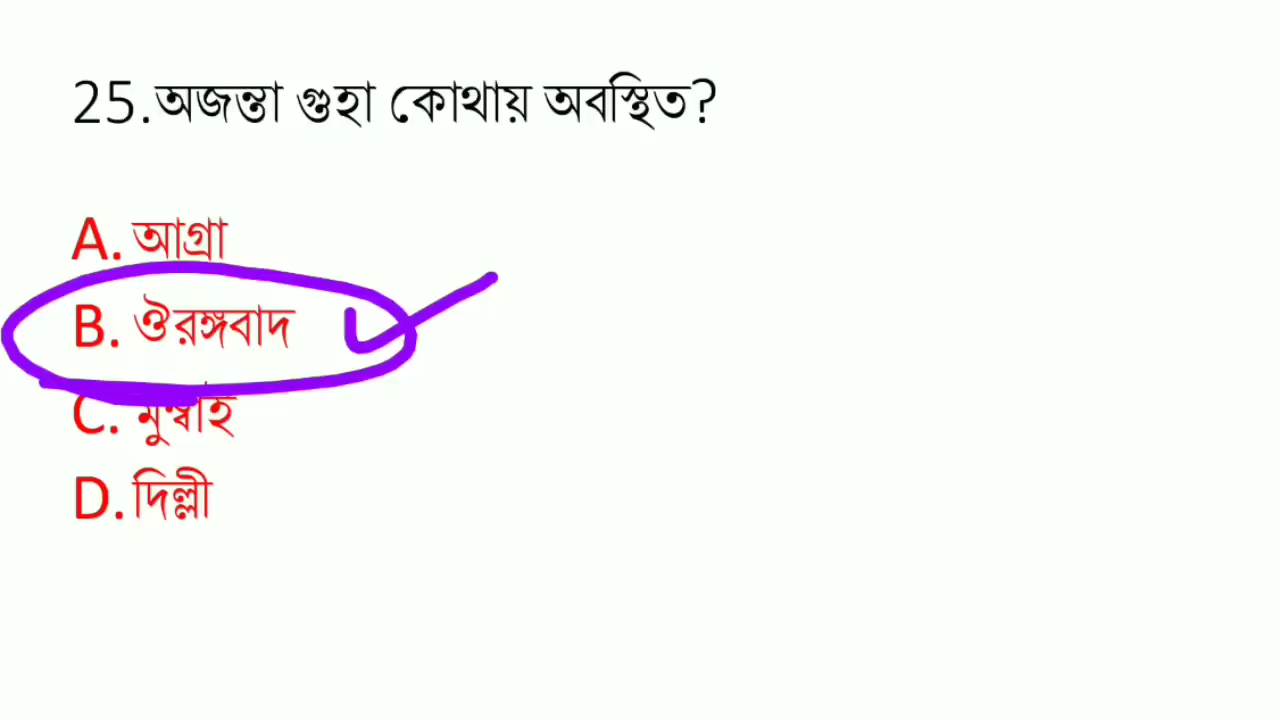 25.অজন্তা গুহা কোথায় অবস্থিত?
A. আগ্রা
B. ঔরঙ্গবাদ
C. মুম্বাই
D. দিল্লী